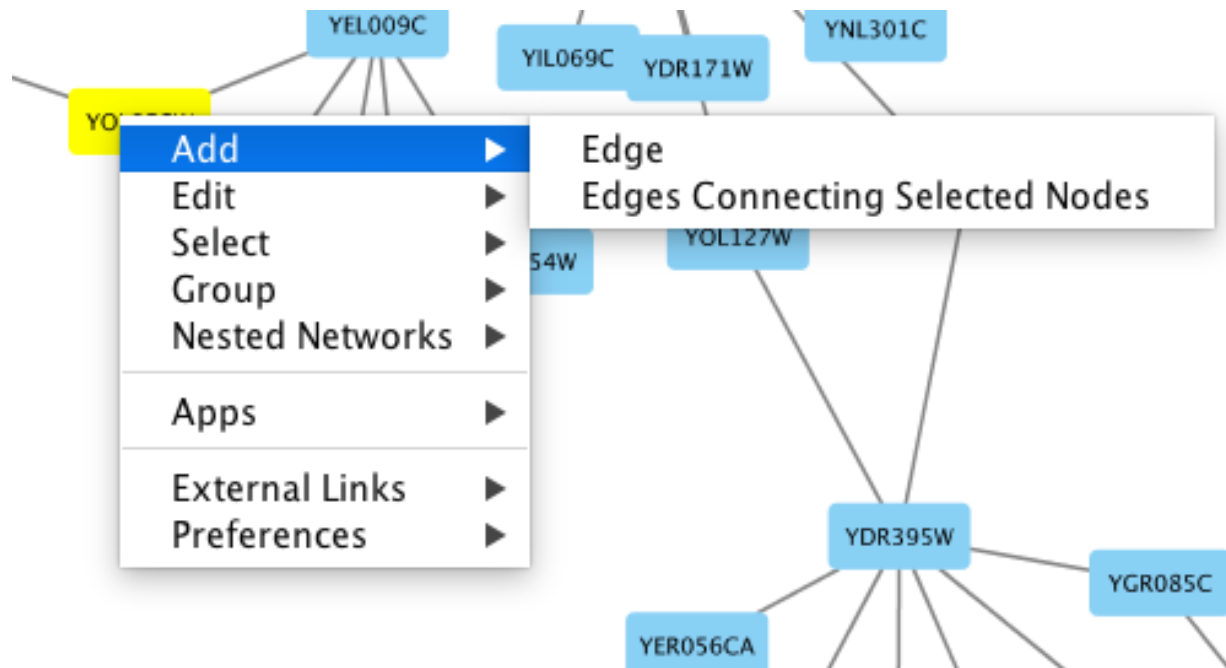 YEL009C
YIL069C
YDR171W
YNL301C
Add
Edit
Select
Group
Nested Networks
Apps
External Links
Preferences
Edge
Edges Connecting Selected Nodes
54W
YOL127W
YDR395W
YGR085C
YER056CA